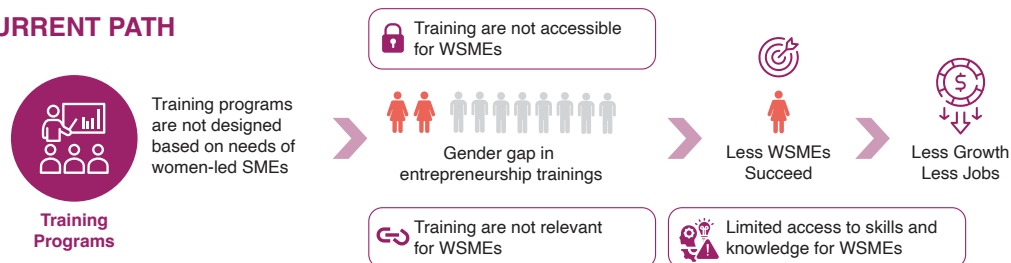 URRENT PATH
Training are not accessible
for WSMEs
Training programs
are not designed
based on needs of
women-led SMEs
Training
Programs
Gender gap in
entrepreneurship trainings
Training are not relevant
for WSMEs
Less WSMEs
Succeed
Limited access to skills and
knowledge for WSMEs
$
Less Growth
Less Jobs